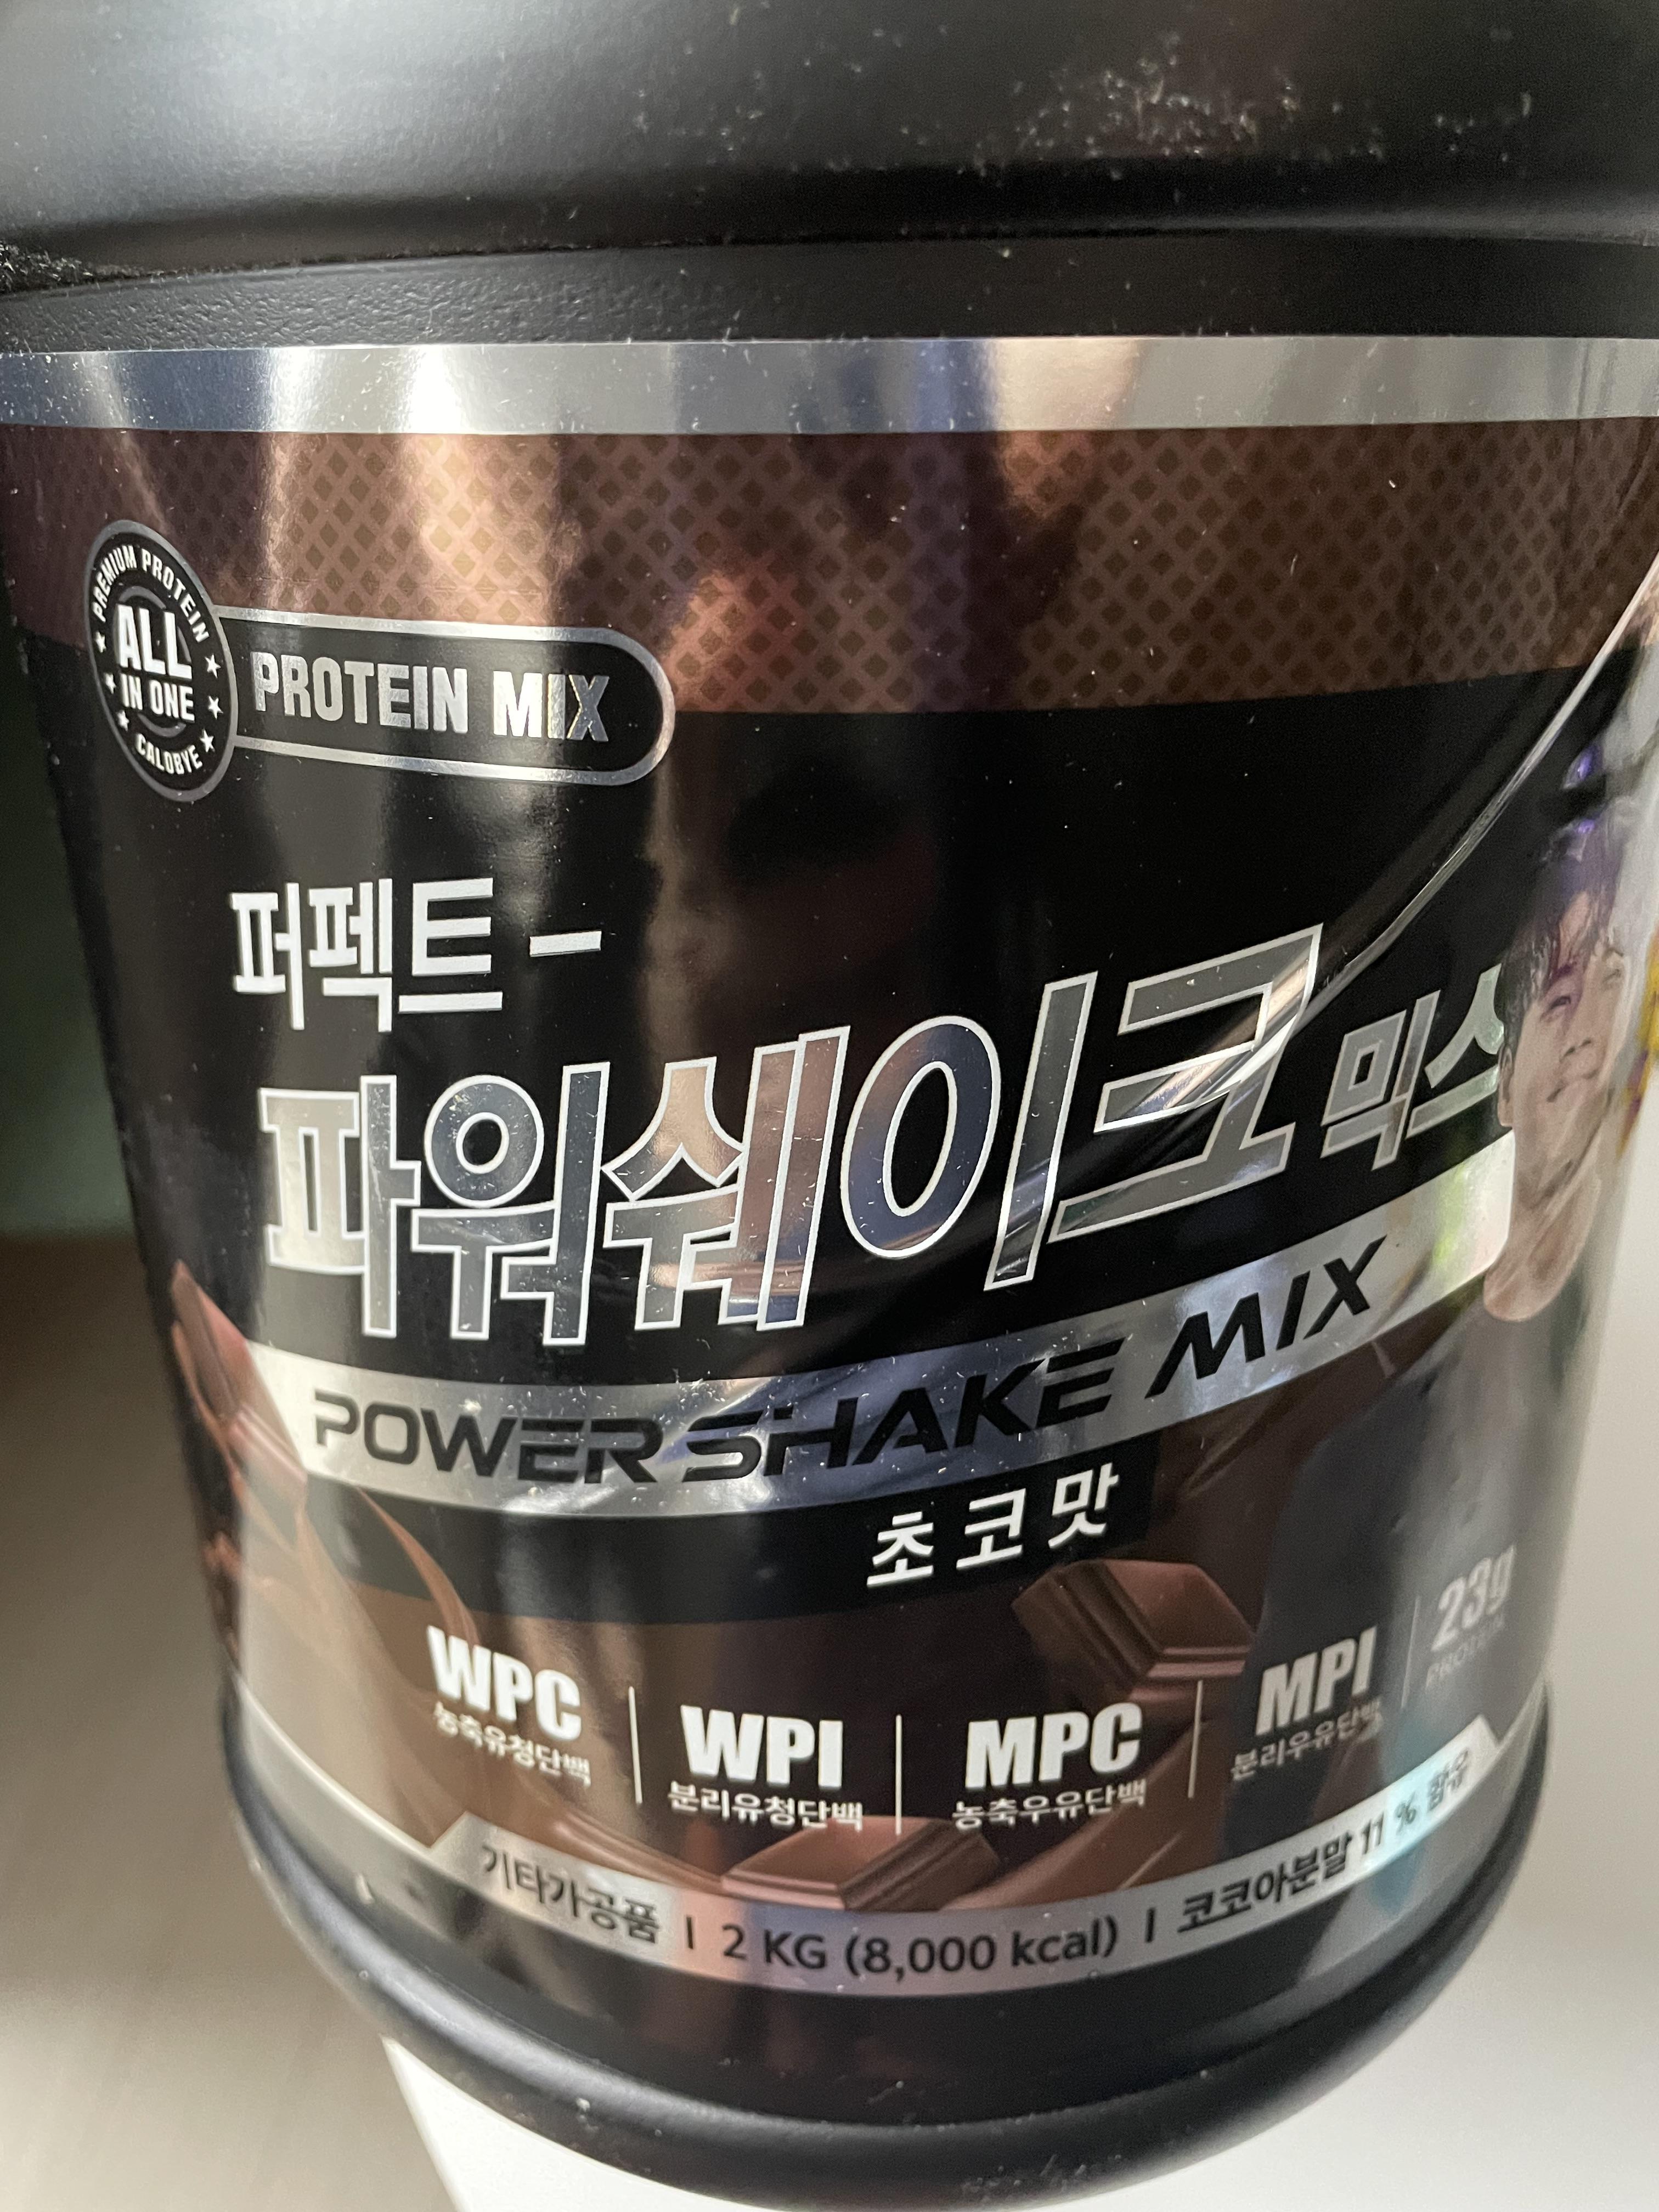 PREMIUM PROTEIN
ALL
IN ONE
CALOBYE
PROTEIN MIX
퍼펙트 -
파워쉐이크 믹스
POWER SHAKE MIX
초코맛
WPC
농축유청단백
WPI
분리유청단백
MPC
농축우유단백
MPI
분리우유단백
23g
PROTEIN
기타가공품 | 2 KG (8,000 kcal) | 코코아분말 11 % 함유